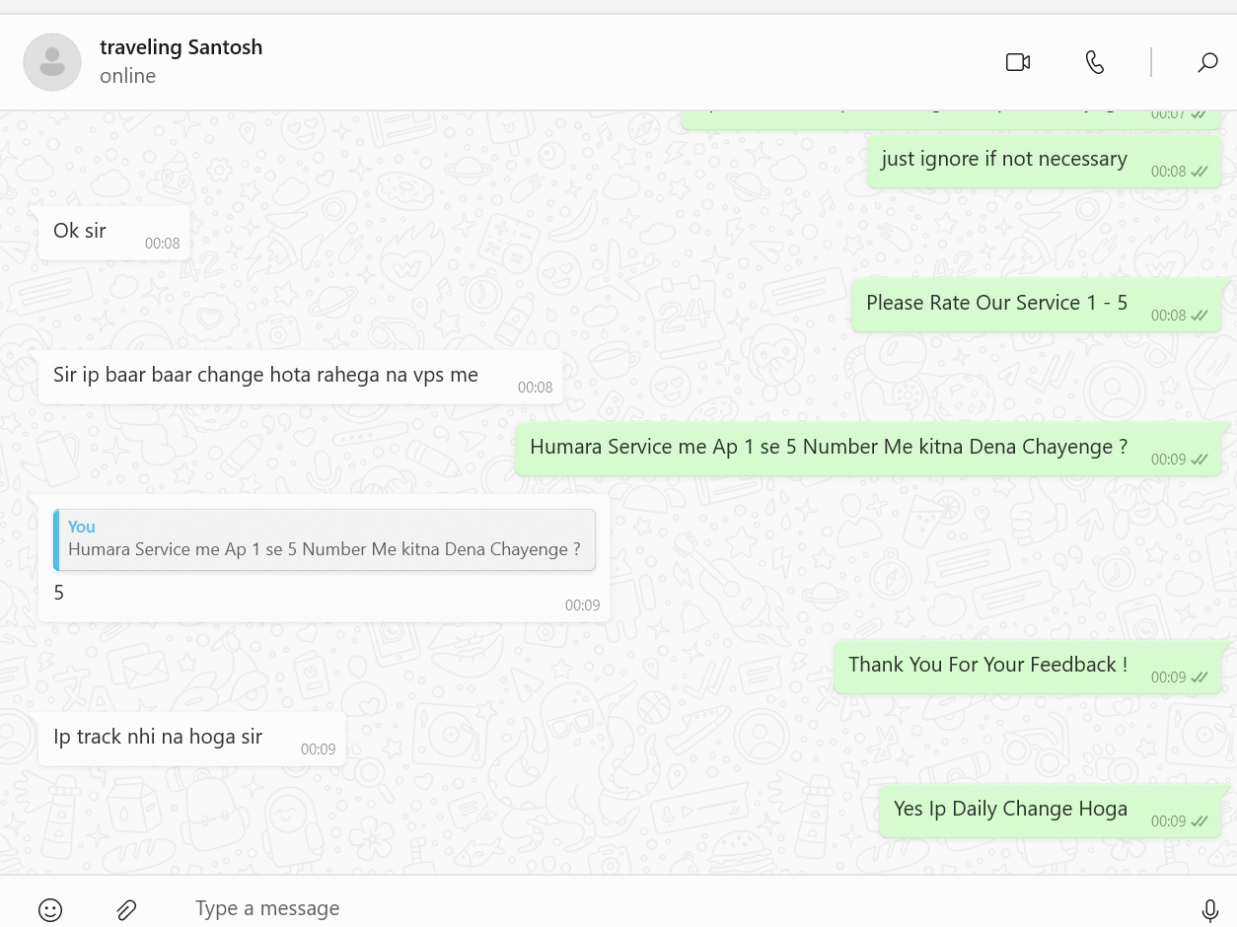 traveling Santosh
online
00:07
just ignore if not necessary
00:08
Ok sir
00:08
Please Rate Our Service 1 - 5
00:08
Sir ip baar baar change hota rahega na vps me
00:08
Humara Service me Ap 1 se 5 Number Me kitna Dena Chayenge ?
00:09
You
Humara Service me Ap 1 se 5 Number Me kitna Dena Chayenge ?
5
00:09
Thank You For Your Feedback !
00:09
Ip track nhi na hoga sir
00:09
Yes Ip Daily Change Hoga
00:09
Type a message